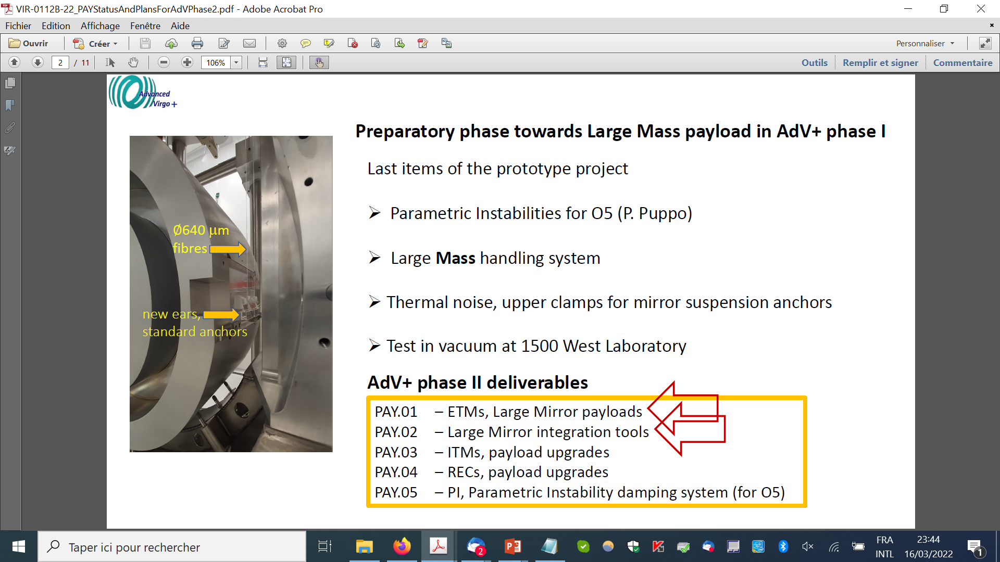 VIR-0112B-22_PAYStatusAndPlansForAdVPhase2.pdf - Adobe Acrobat Pro
Fichier Edition Affichage Fenêtre Aide
Ouvrir Créer Personnaliser
2 / 11 106% Outils Remplir et signer Commentaire
Advanced
Virgo+
Preparatory phase towards Large Mass payload in AdV+ phase I
Last items of the prototype project
➢ Parametric Instabilities for O5 (P. Puppo)
➢ Large Mass handling system
➢ Thermal noise, upper clamps for mirror suspension anchors
➢ Test in vacuum at 1500 West Laboratory
Ø640 µm
fibres
new ears,
standard anchors
AdV+ phase II deliverables
PAY.01 – ETMs, Large Mirror payloads
PAY.02 – Large Mirror integration tools
PAY.03 – ITMs, payload upgrades
PAY.04 – RECs, payload upgrades
PAY.05 – PI, Parametric Instability damping system (for O5)
Taper ici pour rechercher
2
FRA
INTL
23:44
16/03/2022
1